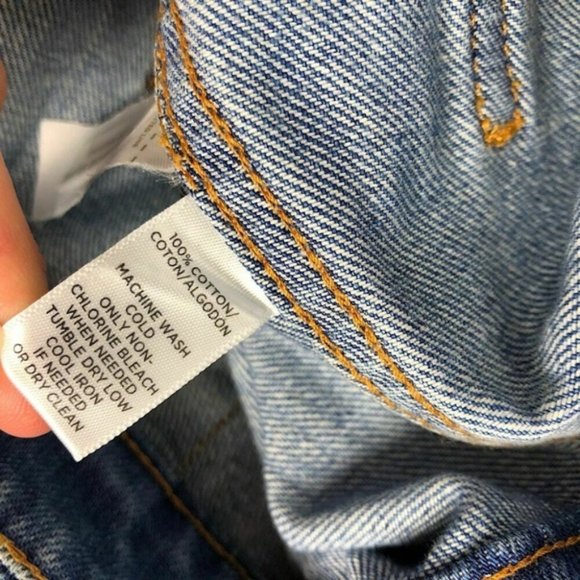 100% COTTON/
COTON/ALGODON
MACHINE WASH
COLD
ONLY NON-
CHLORINE BLEACH
WHEN NEEDED
TUMBLE DRY LOW
COOL IRON
IF NEEDED
OR DRY CLEAN